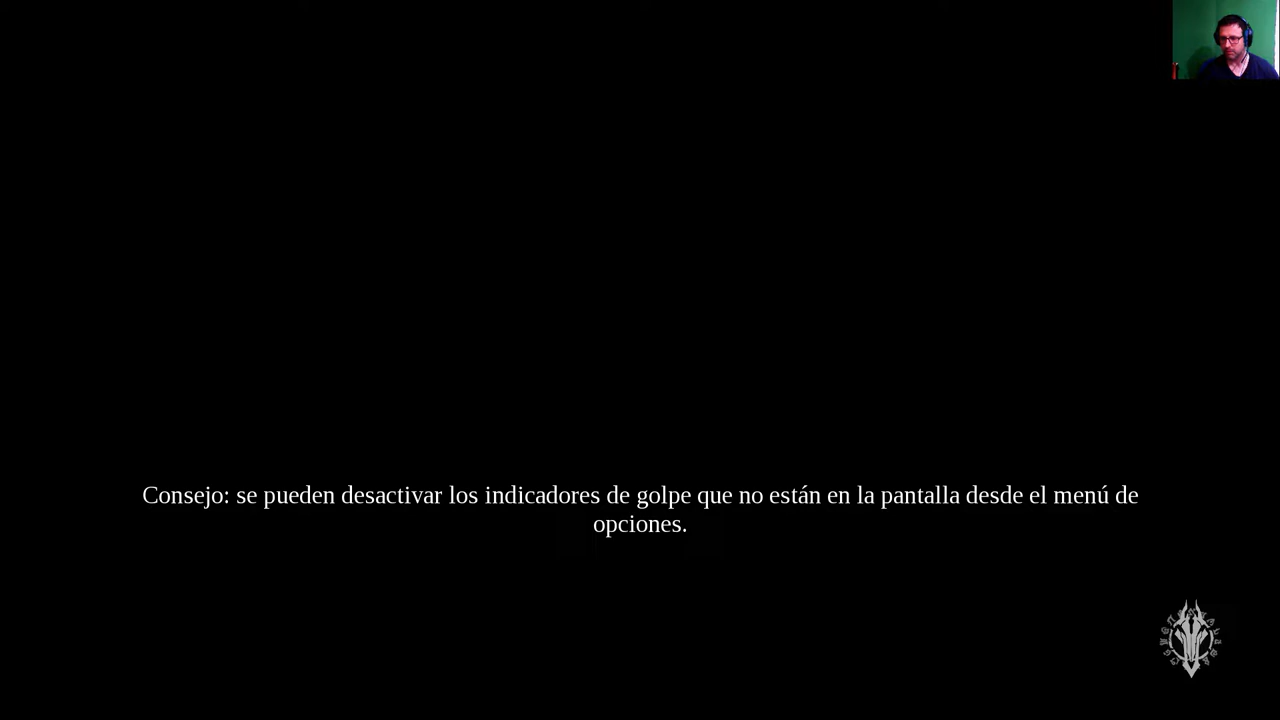 Consejo: se pueden desactivar los indicadores de golpe que no están en la pantalla desde el menú de
opciones.